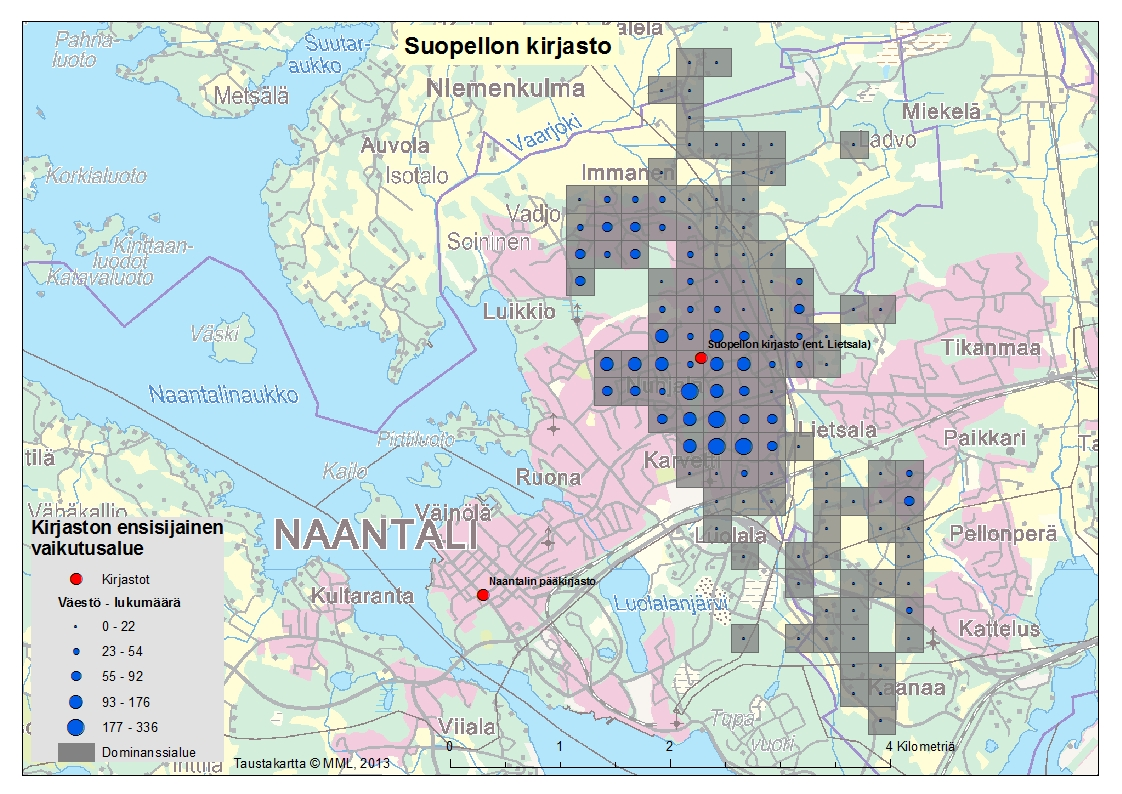 Pahna-
luoto
Suutar-
aukko
Suopellon kirjasto
Metsälä
Niemenkulma
Miekelä
Vaarjoki
Auvola
Ladvo
Isotalo
Korkialuoto
Immanen
Vadio
Kinttaan-
luodot
Soininen
Katavaluoto
Luikkio
Väski
Suopellon kirjasto (ent. Lietsala)
Tikanmaa
Naantalinaukko
Nunnala
Lietsala
Pirttiluoto
Paikkari
Karvetti
Kailo
Ruona
Vähäkallio
Väinölä
NAANTALI
Luolala
Pellonperä
Kirjaston ensisijainen
vaikutusalue
Kirjastot
Naantalin pääkirjasto
Kultaranta
Luolalanjärvi
Väestö - lukumäärä
0 - 22
Kattelus
23 - 54
55 - 92
Kaanaa
93 - 176
Tupa-
vuori
177 - 336
Viiala
Dominanssialue
0
1
2
4 Kilometriä
Taustakartta © MML, 2013